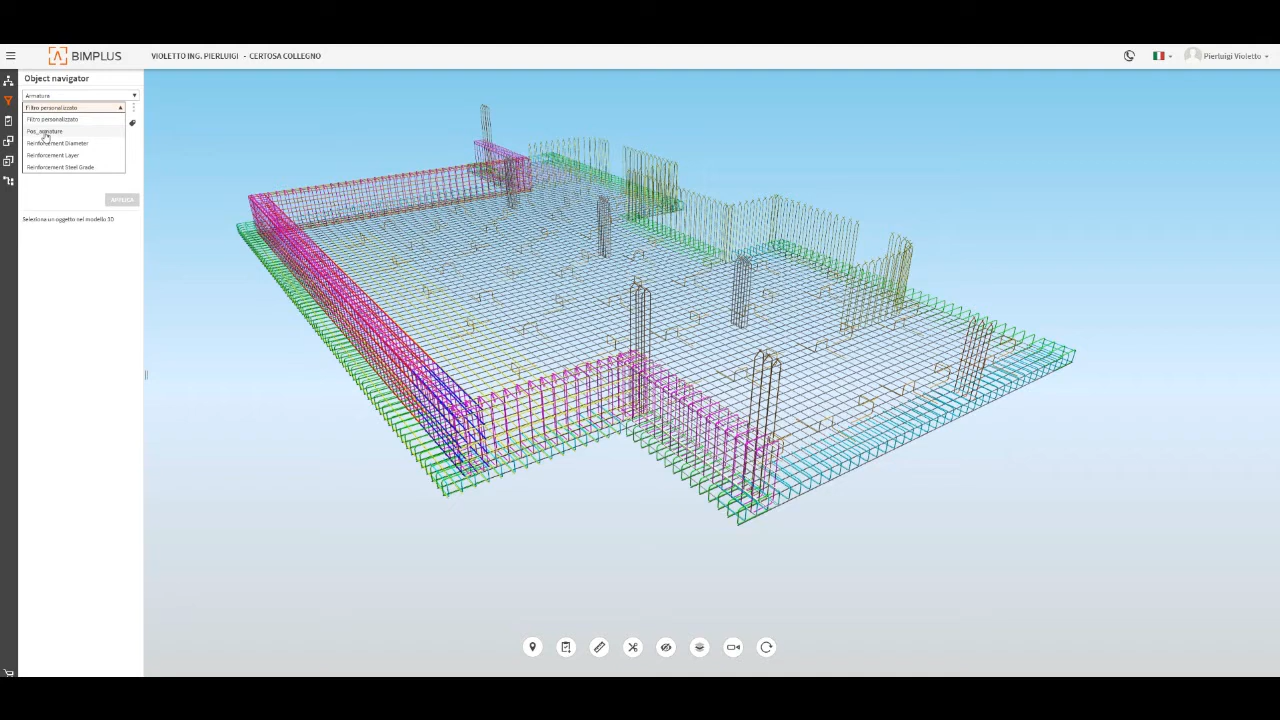 BIMPLUS
VIOLETTO ING. PIERLUIGI - CERTOSA COLLEGNO
Pierluigi Violetto
Object navigator
Armatura
Filtro personalizzato
Filtro personalizzato
Pos_armature
Reinforcement Diameter
Reinforcement Layer
Reinforcement Steel Grade
APPLICA
Seleziona un oggetto nel modello 3D